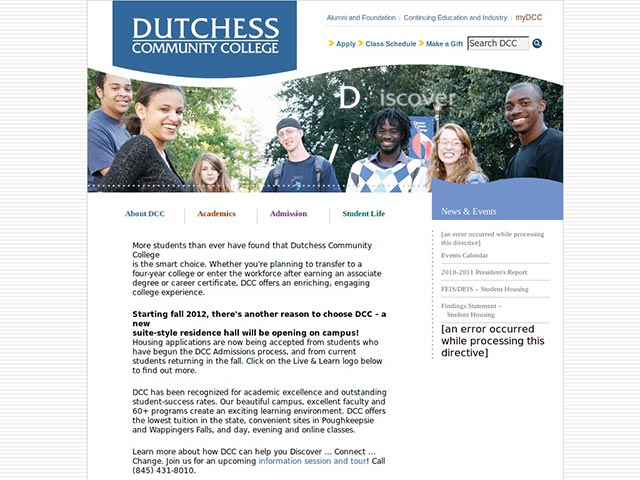 DUTCHESS
COMMUNITY COLLEGE
Alumni and Foundation | Continuing Education and Industry | myDCC
Apply Class Schedule Make a Gift Search DCC
Discover
About DCC Academics Admission Student Life
More students than ever have found that Dutchess Community
College
is the smart choice. Whether you're planning to transfer to a
four-year college or enter the workforce after earning an associate
degree or career certificate, DCC offers an enriching, engaging
college experience.
Starting fall 2012, there's another reason to choose DCC – a
new
suite-style residence hall will be opening on campus!
Housing applications are now being accepted from students who
have begun the DCC Admissions process, and from current
students returning in the fall. Click on the Live & Learn logo below
to find out more.
DCC has been recognized for academic excellence and outstanding
student-success rates. Our beautiful campus, excellent faculty and
60+ programs create an exciting learning environment. DCC offers
the lowest tuition in the state, convenient sites in Poughkeepsie
and Wappingers Falls, and day, evening and online classes.
Learn more about how DCC can help you Discover ... Connect ...
Change. Join us for an upcoming information session and tour! Call
(845) 431-8010.
News & Events
[an error occurred while processing
this directive]
Events Calendar
2010-2011 President's Report
FEIS/DEIS – Student Housing
Findings Statement –
Student Housing
[an error occurred
while processing this
directive]